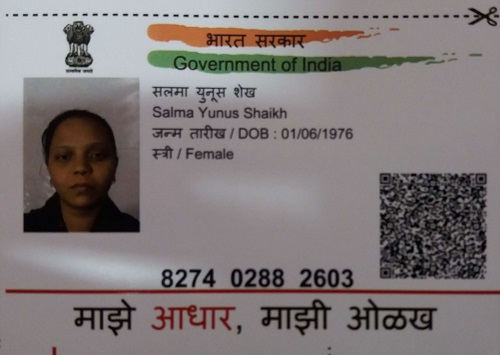 भारत सरकार
Government of India
सलमा युनूस शेख
Salma Yunus Shaikh
जन्म तारीख / DOB : 01/06/1976
स्त्री / Female
8274 0288 2603
माझे आधार, माझी ओळख